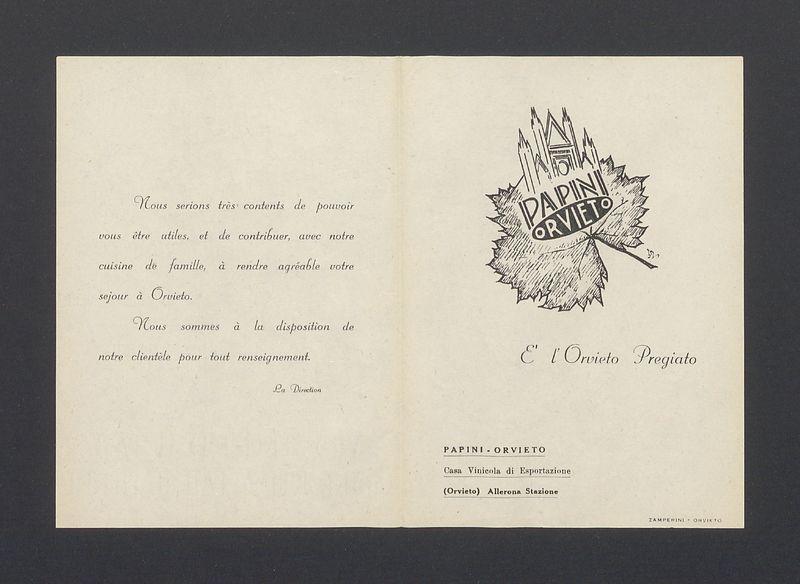 Nous serions très contents de pouvoir
vous être utiles, et de contribuer, avec notre
cuisine de famille, à rendre agréable votre
sejour à Orvieto.
Nous sommes à la disposition de
notre clientèle pour tout renseignement.
La Direction
PAPINI
ORVIETO
E' l'Orvieto Pregiato
PAPINI - ORVIETO
Casa Vinicola di Esportazione
(Orvieto) Allerona Stazione
ZAMPERINI - ORVIETO